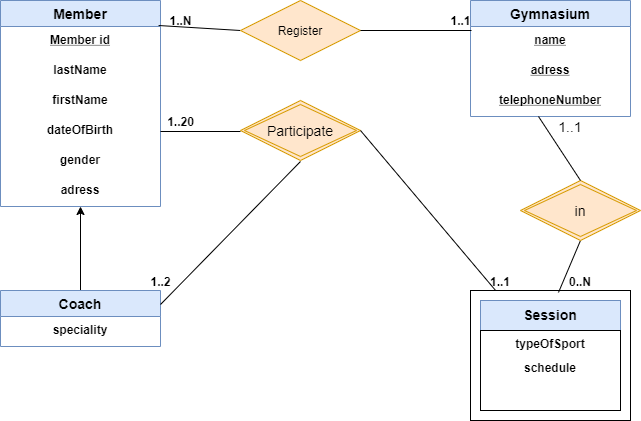 Member
Member id
lastName
firstName
dateOfBirth
gender
adress
1..N
Register
1..1
Gymnasium
name
adress
telephoneNumber
1..20
Participate
1..1
in
1..2
1..1
0..N
Coach
speciality
Session
typeOfSport
schedule